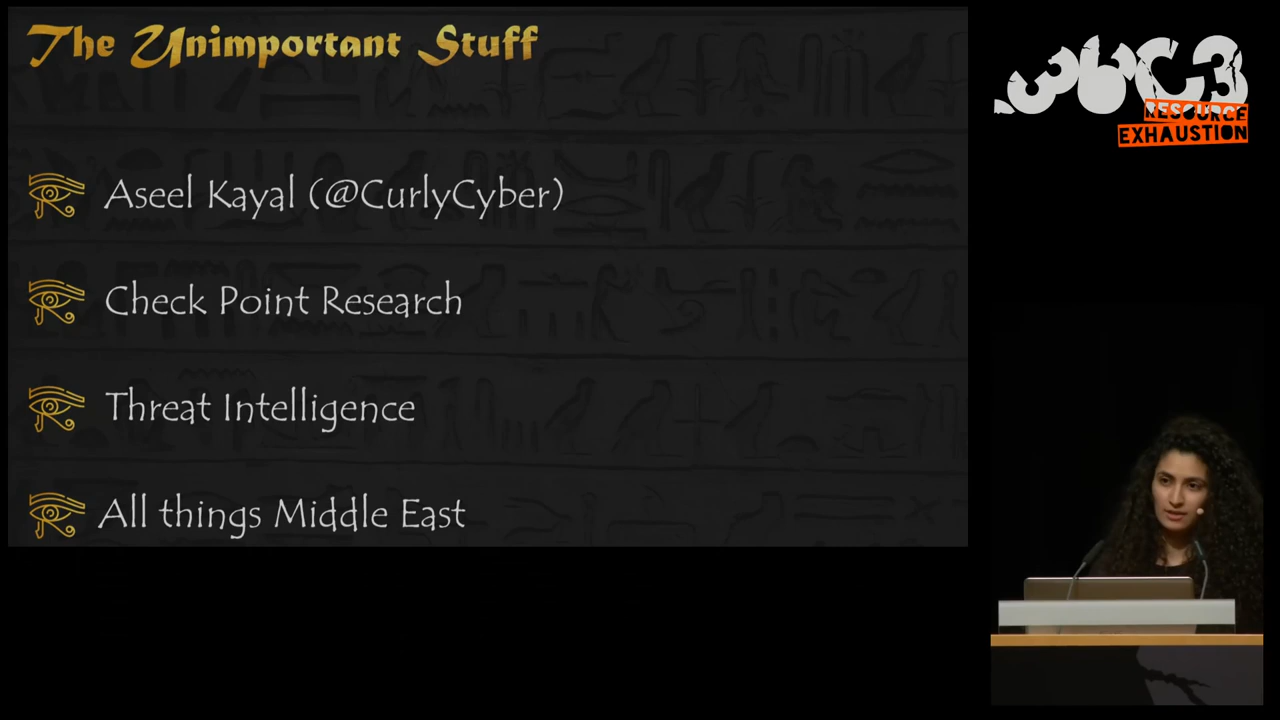 The Unimportant Stuff
Aseel Kayal (@CurlyCyber)
Check Point Research
Threat Intelligence
All things Middle East
36C3
RESOURCE
EXHAUSTION